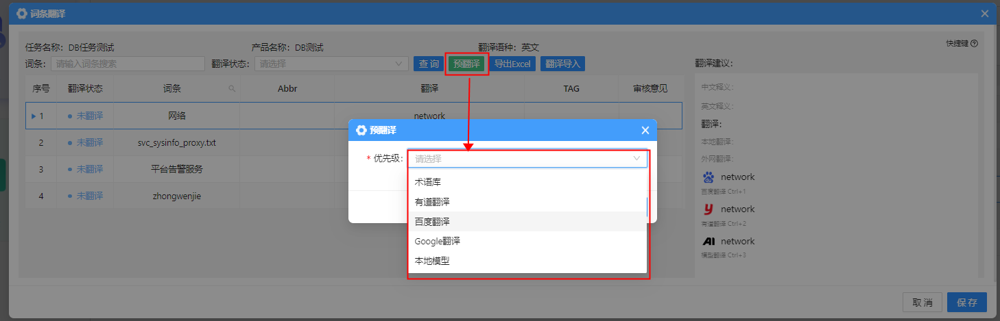 词条翻译
任务名称：DB任务测试 产品名称：DB测试 翻译语种：英文 快捷键
词条： 请输入词条搜索 翻译状态： 请选择 查询 预翻译 导出Excel 翻译导入
翻译建议：
序号 翻译状态 词条 Abbr 翻译 TAG 审核意见
1 未翻译 网络 network
2 未翻译 svc_sysinfo_proxy.txt
3 未翻译 平台告警服务
4 未翻译 zhongwenjie
预翻译
* 优先级： 请选择
术语库
有道翻译
百度翻译
Google翻译
本地模型
中文释义：
英文释义：
翻译：
本地翻译：
外网翻译：
network
百度翻译 Ctrl+1
network
有道翻译 Ctrl+2
AI network
模型翻译 Ctrl+3
取消 保存